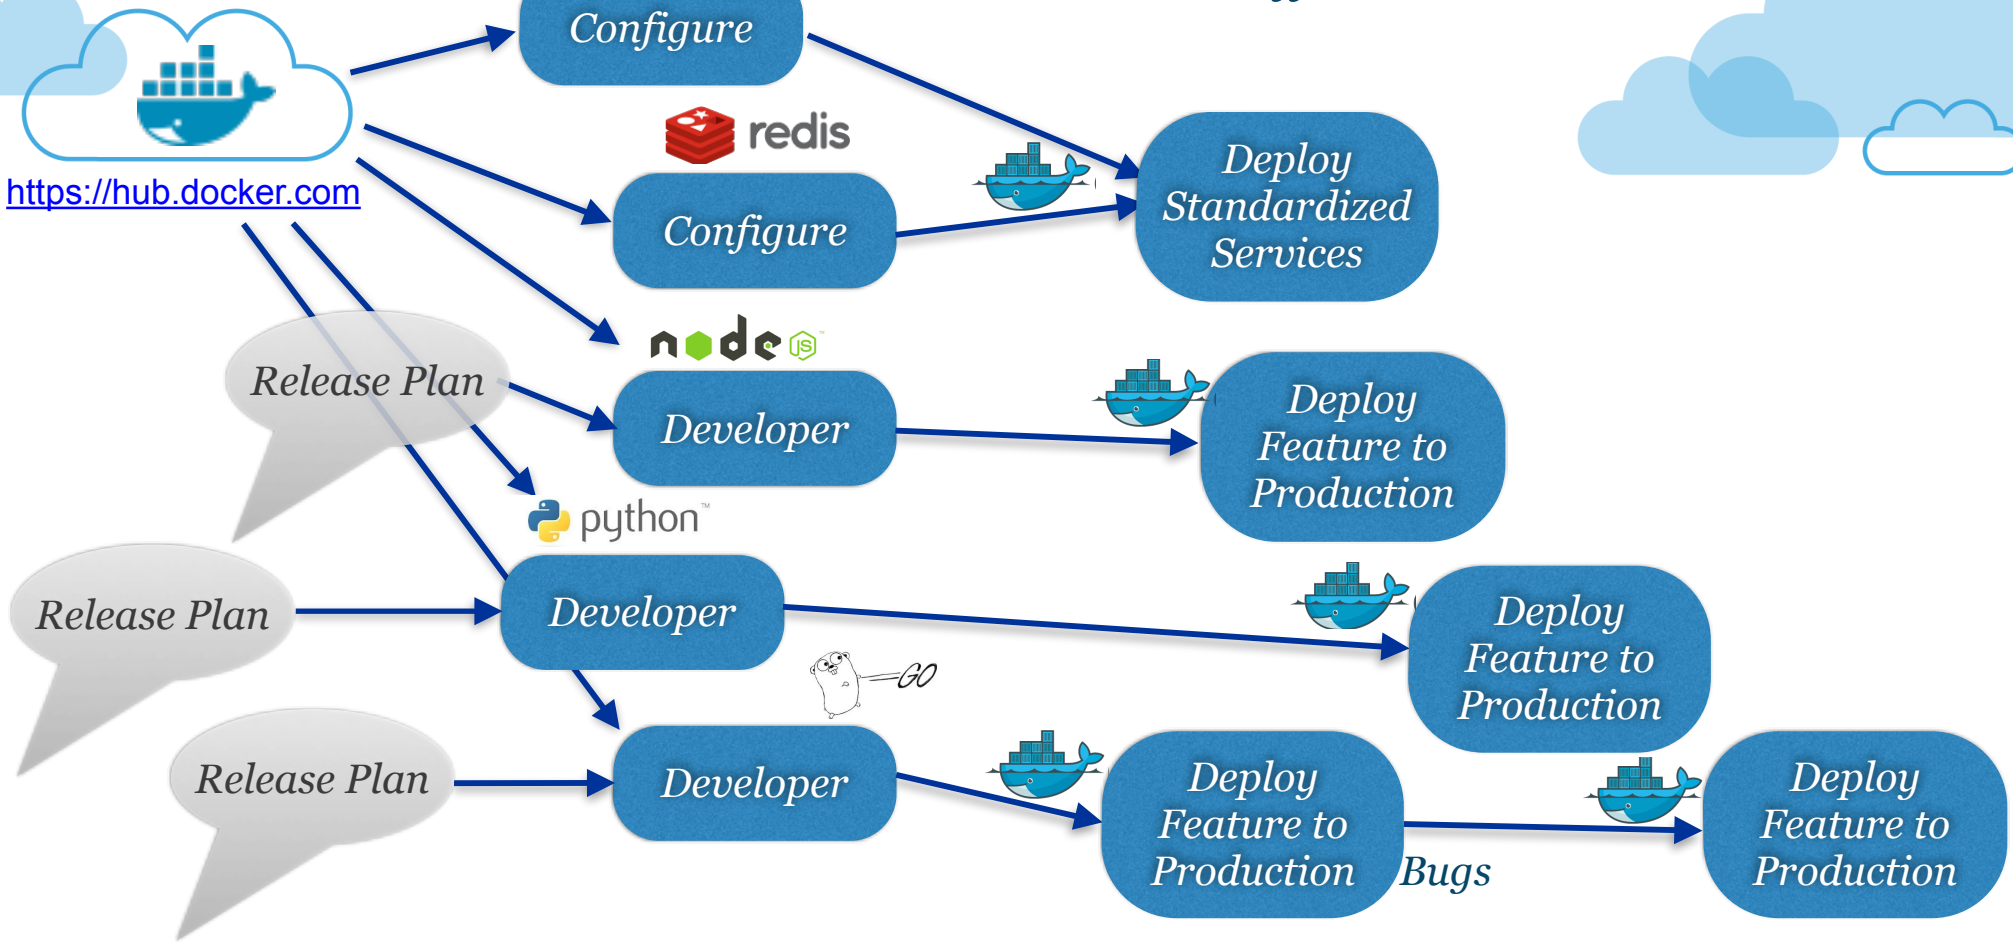 Configure
redis
https://hub.docker.com
Configure
Deploy
Standardized
Services
node
JS
Release Plan
Developer
Deploy
Feature to
Production
python™
Release Plan
Developer
Deploy
Feature to
Production
GO
Release Plan
Developer
Deploy
Feature to
Production
Bugs
Deploy
Feature to
Production